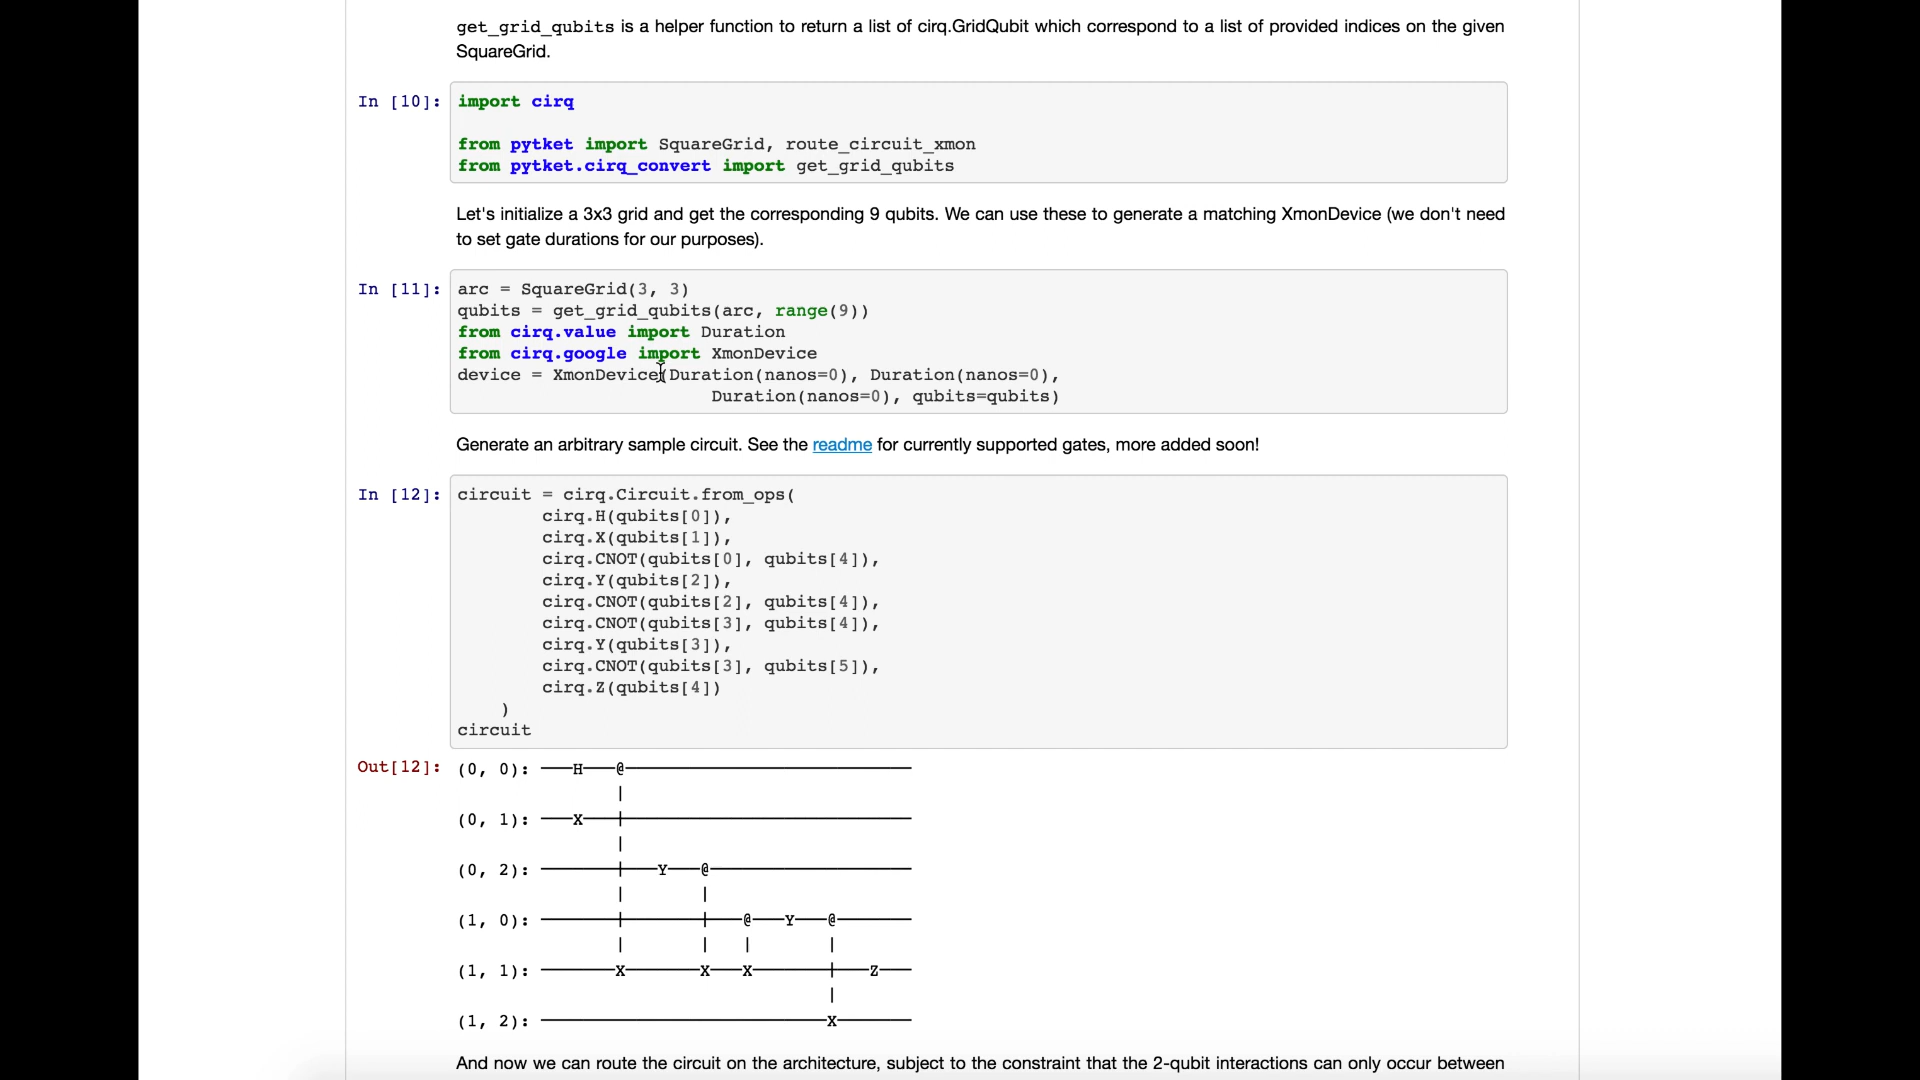 get_grid_qubits is a helper function to return a list of cirq.GridQubit which correspond to a list of provided indices on the given
SquareGrid.
In [10]: import cirq
from pytket import SquareGrid, route_circuit_xmon
from pytket.cirq_convert import get_grid_qubits
Let's initialize a 3x3 grid and get the corresponding 9 qubits. We can use these to generate a matching XmonDevice (we don't need
to set gate durations for our purposes).
In [11]: arc = SquareGrid(3, 3)
qubits = get_grid_qubits(arc, range(9))
from cirq.value import Duration
from cirq.google import XmonDevice
device = XmonDevice(Duration(nanos=0), Duration(nanos=0),
Duration(nanos=0), qubits=qubits)
Generate an arbitrary sample circuit. See the readme for currently supported gates, more added soon!
In [12]: circuit = cirq.Circuit.from_ops(
cirq.H(qubits[0]),
cirq.X(qubits[1]),
cirq.CNOT(qubits[0], qubits[4]),
cirq.Y(qubits[2]),
cirq.CNOT(qubits[2], qubits[4]),
cirq.CNOT(qubits[3], qubits[4]),
cirq.Y(qubits[3]),
cirq.CNOT(qubits[3], qubits[5]),
cirq.Z(qubits[4])
)
circuit
Out[12]: (0, 0): ───H───@───────────────────────────
│
(0, 1): ───X───┼───────────────────────────
│
(0, 2): ───────┼───Y───@───────────────────
│       │
(1, 0): ───────┼───────┼───@───Y───@───────
│       │   │       │
(1, 1): ───────X───────X───X───────┼───Z───
│
(1, 2): ───────────────────────────X───────
And now we can route the circuit on the architecture, subject to the constraint that the 2-qubit interactions can only occur between